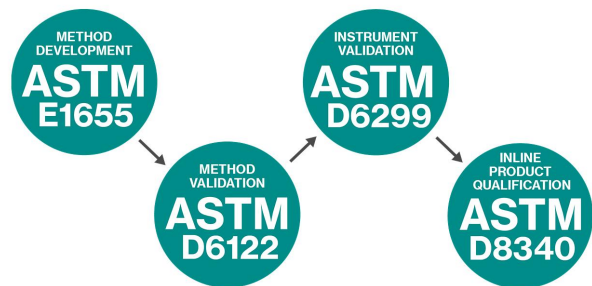 METHOD
DEVELOPMENT
ASTM
E1655
METHOD
VALIDATION
ASTM
D6122
INSTRUMENT
VALIDATION
ASTM
D6299
INLINE
PRODUCT
QUALIFICATION
ASTM
D8340